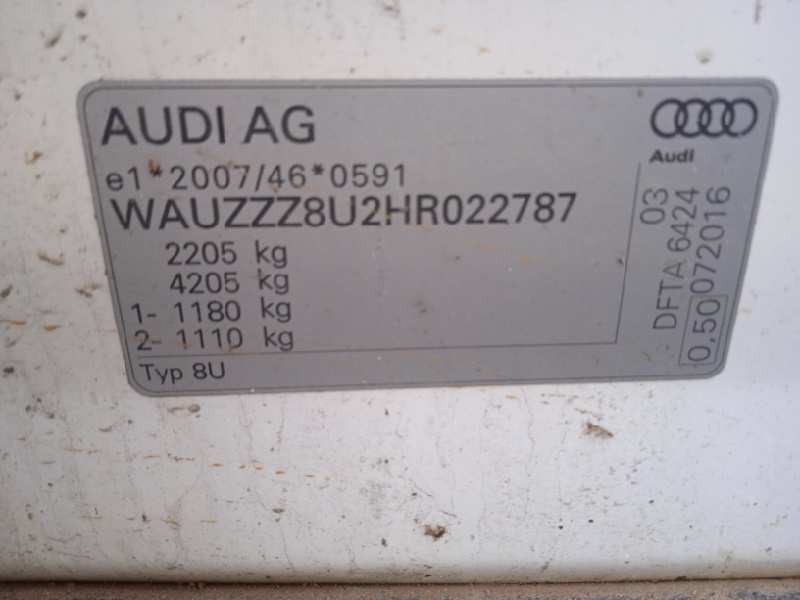 AUDI AG
Audi
e1*2007/46*0591
WAUZZZ8U2HR022787
2205 kg
4205 kg
1- 1180 kg
2- 1110 kg
Typ 8U
03
DFTA 6424
0,50 072016